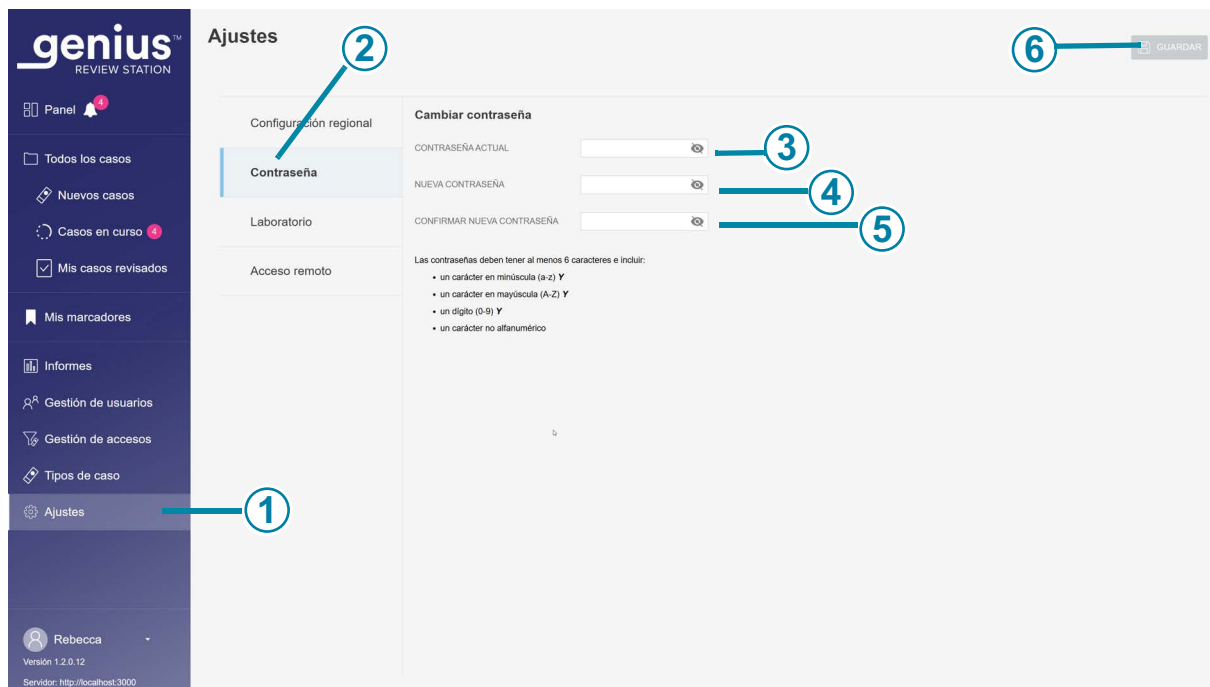 genius™
REVIEW STATION
Panel 4
Todos los casos
Nuevos casos
Casos en curso 4
Mis casos revisados
Mis marcadores
Informes
Gestión de usuarios
Gestión de accesos
Tipos de caso
Ajustes
1
Rebecca
Versión 1.2.0.12
Servidor: http://localhost:3000
Ajustes
2
6
GUARDAR
Configuración regional
Contraseña
Laboratorio
Acceso remoto
Cambiar contraseña
CONTRASEÑA ACTUAL
3
NUEVA CONTRASEÑA
4
CONFIRMAR NUEVA CONTRASEÑA
5
Las contraseñas deben tener al menos 6 caracteres e incluir:
• un carácter en minúscula (a-z) Y
• un carácter en mayúscula (A-Z) Y
• un dígito (0-9) Y
• un carácter no alfanumérico